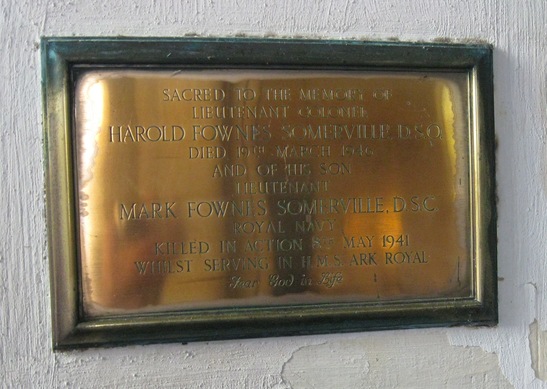 SACRED TO THE MEMORY OF
LIEUTENANT COLONEL
HAROLD FOWNES SOMERVILLE, D.S.O.
DIED 19TH MARCH 1946
AND OF HIS SON
LIEUTENANT
MARK FOWNES SOMERVILLE, D.S.C.
ROYAL NAVY
KILLED IN ACTION 8TH MAY 1941
WHILST SERVING IN H.M.S. ARK ROYAL
Fear God in Life